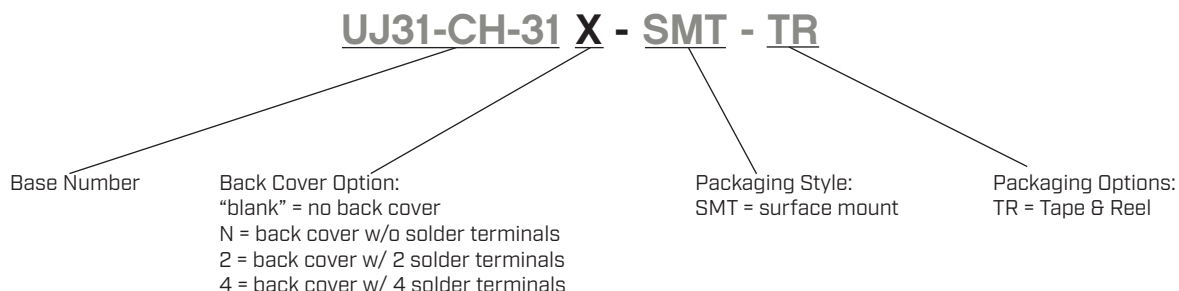 UJ31-CH-31 X - SMT - TR
Base Number
Back Cover Option:
“blank” = no back cover
N = back cover w/o solder terminals
2 = back cover w/ 2 solder terminals
4 = back cover w/ 4 solder terminals
Packaging Style:
SMT = surface mount
Packaging Options:
TR = Tape & Reel